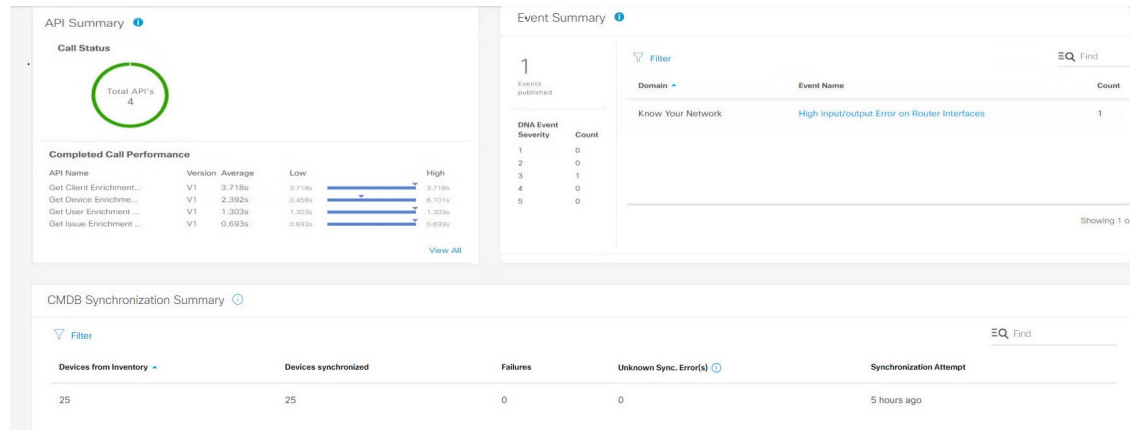 API Summary
Call Status
Total API's
4
Completed Call Performance
API Name Version Average Low High
Get Client Enrichment... V1 3.718s 3.718s 3.718s
Get Device Enrichme... V1 2.392s 0.458s 6.101s
Get User Enrichment ... V1 1.303s 1.303s 1.303s
Get Issue Enrichment ... V1 0.693s 0.693s 0.693s
View All
Event Summary
1
Events
published
DNA Event
Severity Count
1 0
2 0
3 1
4 0
5 0
Filter Find
Domain Event Name Count
Know Your Network High input/output Error on Router Interfaces 1
Showing 1 o
CMDB Synchronization Summary
Filter Find
Devices from Inventory Devices synchronized Failures Unknown Sync. Error(s) Synchronization Attempt
25 25 0 0 5 hours ago